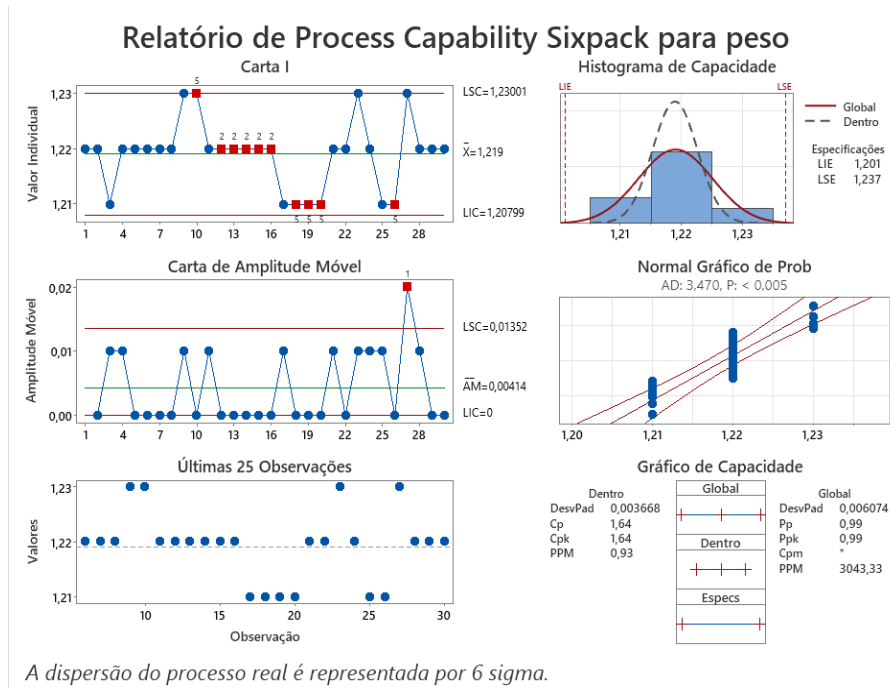 Relatório de Process Capability Sixpack para peso
Carta I
Valor Individual
1,23
1,22
1,21
5
2 2 2 2 2
5 5 5
5
LSC=1,23001
X̄=1,219
LIC=1,20799
1 4 7 10 13 16 19 22 25 28
Histograma de Capacidade
LIE
LSE
1,21 1,22 1,23
Global
Dentro
Especificações
LIE 1,201
LSE 1,237
Carta de Amplitude Móvel
Amplitude Móvel
0,02
0,01
0,00
1
LSC=0,01352
A̅M̅=0,00414
LIC=0
1 4 7 10 13 16 19 22 25 28
Normal Gráfico de Prob
AD: 3,470, P: < 0,005
1,20 1,21 1,22 1,23
Últimas 25 Observações
Valores
1,23
1,22
1,21
10 15 20 25 30
Observação
Gráfico de Capacidade
Dentro
DesvPad 0,003668
Cp 1,64
Cpk 1,64
PPM 0,93
Global
Dentro
Especs
Global
DesvPad 0,006074
Pp 0,99
Ppk 0,99
Cpm *
PPM 3043,33
A dispersão do processo real é representada por 6 sigma.